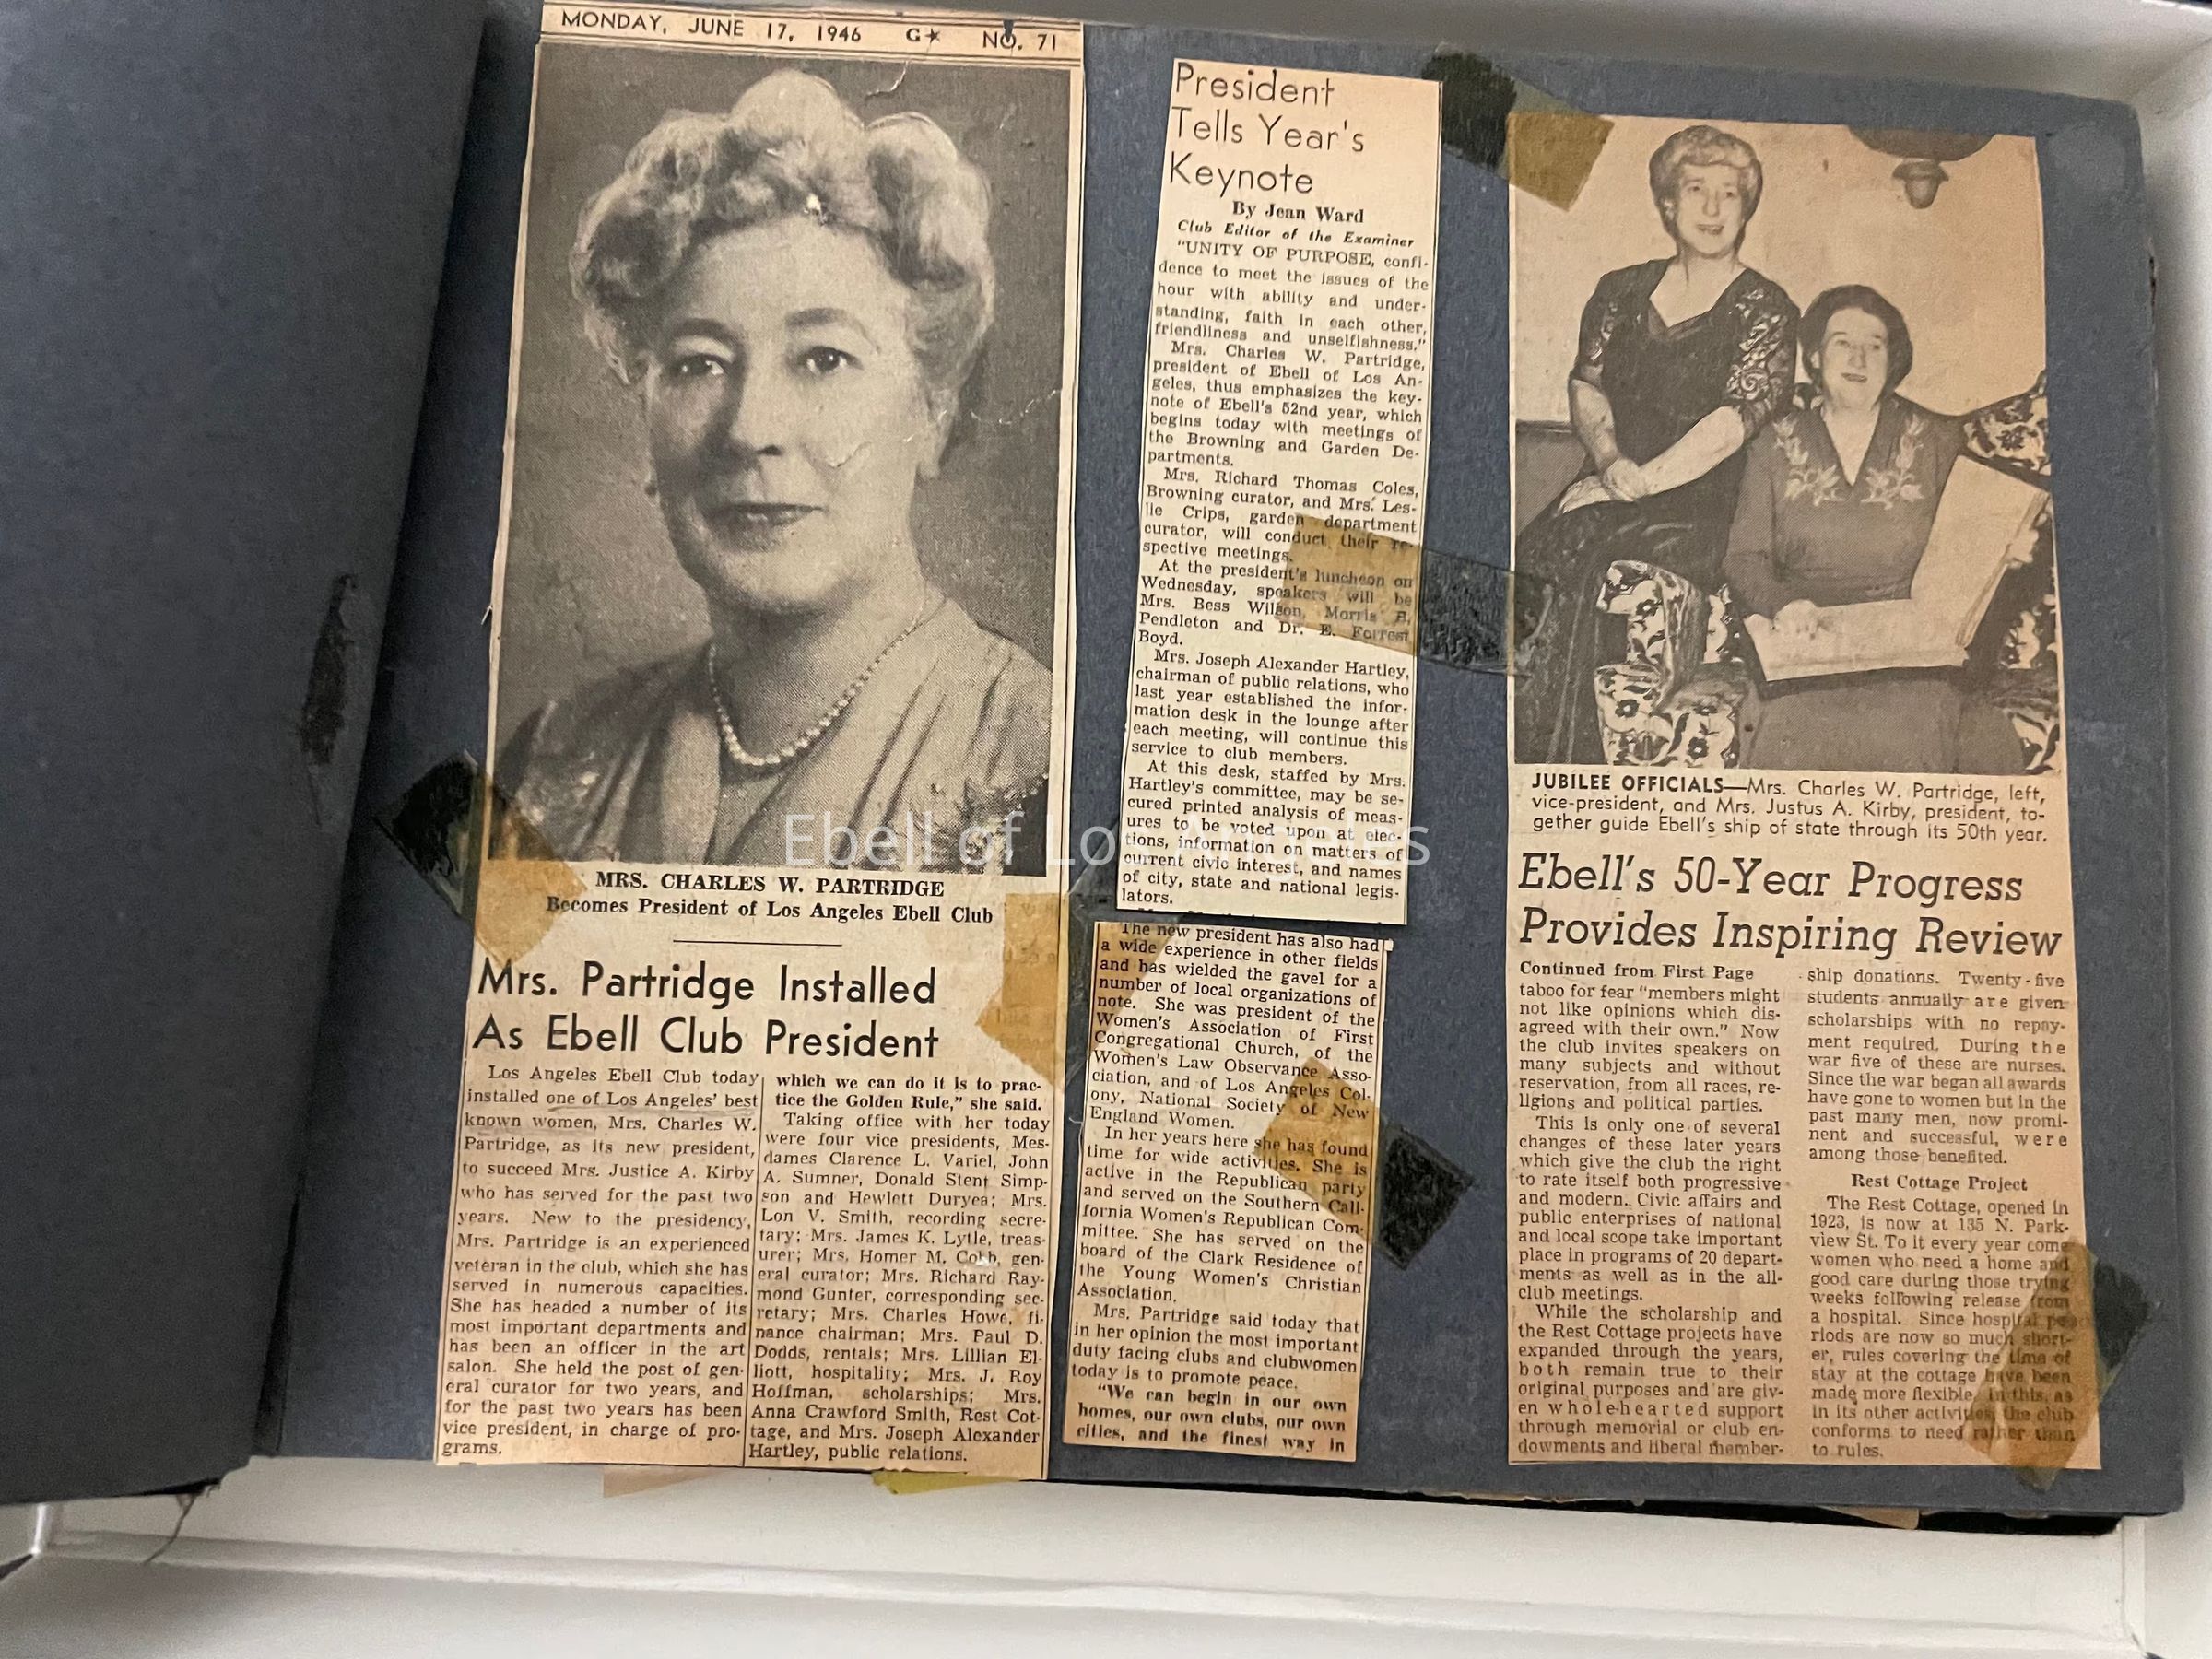 MONDAY, JUNE 17, 1946 G★ NO. 71
MRS. CHARLES W. PARTRIDGE
Becomes President of Los Angeles Ebell Club
Mrs. Partridge Installed
As Ebell Club President
Los Angeles Ebell Club today
installed one of Los Angeles' best
known women, Mrs. Charles W.
Partridge, as its new president,
to succeed Mrs. Justice A. Kirby
who has served for the past two
years. New to the presidency,
Mrs. Partridge is an experienced
veteran in the club, which she has
served in numerous capacities.
She has headed a number of its
most important departments and
has been an officer in the art
salon. She held the post of gen-
eral curator for two years, and
for the past two years has been
vice president, in charge of pro-
grams.
which we can do it is to prac-
tice the Golden Rule," she said.
Taking office with her today
were four vice presidents, Mes-
dames Clarence L. Variel, John
A. Sumner, Donald Stent Simp-
son and Hewlett Duryea; Mrs.
Lon V. Smith, recording secre-
tary; Mrs. James K. Lytle, treas-
urer; Mrs. Homer M. Cobb, gen-
eral curator; Mrs. Richard Ray-
mond Gunter, corresponding sec-
retary; Mrs. Charles Howe, fi-
nance chairman; Mrs. Paul D.
Dodds, rentals; Mrs. Lillian El-
liott, hospitality; Mrs. J. Roy
Hoffman, scholarships; Mrs.
Anna Crawford Smith, Rest Cot-
tage, and Mrs. Joseph Alexander
Hartley, public relations.
President
Tells Year's
Keynote
By Jean Ward
Club Editor of the Examiner
"UNITY OF PURPOSE, confi-
dence to meet the issues of the
hour with ability and under-
standing, faith in each other,
friendliness and unselfishness."
Mrs. Charles W. Partridge,
president of Ebell of Los An-
geles, thus emphasizes the key-
note of Ebell's 52nd year, which
begins today with meetings of
the Browning and Garden De-
partments.
Mrs. Richard Thomas Coles,
Browning curator, and Mrs. Les-
lie Crips, garden department
curator, will conduct their re-
spective meetings.
At the president's luncheon on
Wednesday, speakers will be
Mrs. Bess Wilson, Morris B.
Pendleton and Dr. E. Forrest
Boyd.
Mrs. Joseph Alexander Hartley,
chairman of public relations, who
last year established the infor-
mation desk in the lounge after
each meeting, will continue this
service to club members.
At this desk, staffed by Mrs.
Hartley's committee, may be se-
cured printed analysis of meas-
ures to be voted upon at elec-
tions, information on matters of
current civic interest, and names
of city, state and national legis-
lators.
The new president has also had
a wide experience in other fields
and has wielded the gavel for a
number of local organizations of
note. She was president of the
Women's Association of First
Congregational Church, of the
Women's Law Observance Asso-
ciation, and of Los Angeles Col-
ony, National Society of New
England Women.
In her years here she has found
time for wide activities. She is
active in the Republican party
and served on the Southern Cali-
fornia Women's Republican Com-
mittee. She has served on the
board of the Clark Residence of
the Young Women's Christian
Association.
Mrs. Partridge said today that
in her opinion the most important
duty facing clubs and clubwomen
today is to promote peace.
"We can begin in our own
homes, our own clubs, our own
cities, and the finest way in
JUBILEE OFFICIALS—Mrs. Charles W. Partridge, left,
vice-president, and Mrs. Justus A. Kirby, president, to-
gether guide Ebell's ship of state through its 50th year.
Ebell's 50-Year Progress
Provides Inspiring Review
Continued from First Page
taboo for fear "members might
not like opinions which dis-
agreed with their own." Now
the club invites speakers on
many subjects and without
reservation, from all races, re-
ligions and political parties.
This is only one of several
changes of these later years
which give the club the right
to rate itself both progressive
and modern. Civic affairs and
public enterprises of national
and local scope take important
place in programs of 20 depart-
ments as well as in the all-
club meetings.
While the scholarship and
the Rest Cottage projects have
expanded through the years,
both remain true to their
original purposes and are giv-
en whole-hearted support
through memorial or club en-
dowments and liberal member-
ship donations. Twenty-five
students annually are given
scholarships with no repay-
ment required. During the
war five of these are nurses.
Since the war began all awards
have gone to women but in the
past many men, now promi-
nent and successful, were
among those benefited.
Rest Cottage Project
The Rest Cottage, opened in
1923, is now at 135 N. Park-
view St. To it every year come
women who need a home and
good care during those trying
weeks following release from
a hospital. Since hospital pe-
riods are now so much short-
er, rules covering the time of
stay at the cottage have been
made more flexible. In this, as
in its other activities, the club
conforms to need rather than
to rules.
Ebell of Los Angeles